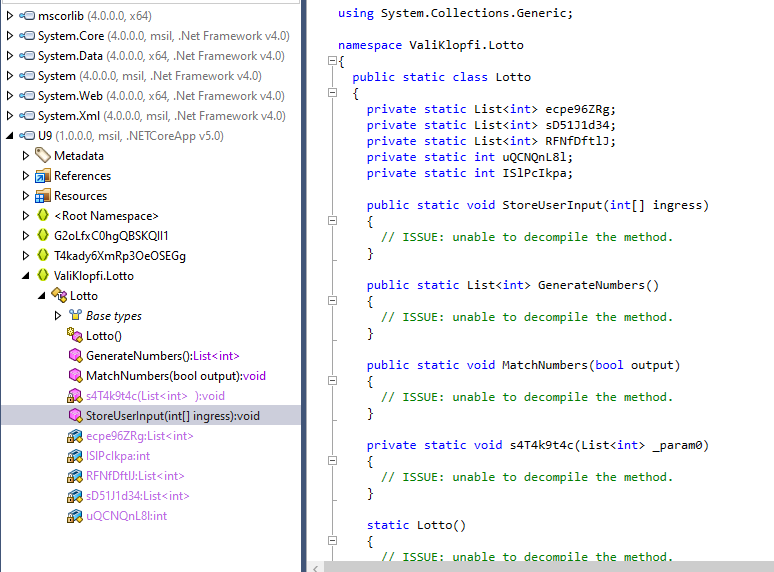 mscorlib (4.0.0.0, x64)
System.Core (4.0.0.0, msil, .Net Framework v4.0)
System.Data (4.0.0.0, x64, .Net Framework v4.0)
System (4.0.0.0, msil, .Net Framework v4.0)
System.Web (4.0.0.0, x64, .Net Framework v4.0)
System.Xml (4.0.0.0, msil, .Net Framework v4.0)
U9 (1.0.0.0, msil, .NETCoreApp v5.0)
Metadata
References
Resources
<Root Namespace>
G2oLfxC0hgQBSKQlI1
T4kady6XmRp3OeOSEGg
ValiKlopfi.Lotto
Lotto
Base types
Lotto()
GenerateNumbers():List<int>
MatchNumbers(bool output):void
s4T4k9t4c(List<int> ):void
StoreUserInput(int[] ingress):void
ecpe96ZRg:List<int>
ISlPcIkpa:int
RFNfDftlJ:List<int>
sD51J1d34:List<int>
uQCNQnL8l:int
using System.Collections.Generic;
namespace ValiKlopfi.Lotto
{
public static class Lotto
{
private static List<int> ecpe96ZRg;
private static List<int> sD51J1d34;
private static List<int> RFNfDftlJ;
private static int uQCNQnL8l;
private static int ISlPcIkpa;
public static void StoreUserInput(int[] ingress)
{
// ISSUE: unable to decompile the method.
}
public static List<int> GenerateNumbers()
{
// ISSUE: unable to decompile the method.
}
public static void MatchNumbers(bool output)
{
// ISSUE: unable to decompile the method.
}
private static void s4T4k9t4c(List<int> _param0)
{
// ISSUE: unable to decompile the method.
}
static Lotto()
{
// ISSUE: unable to decompile the method.